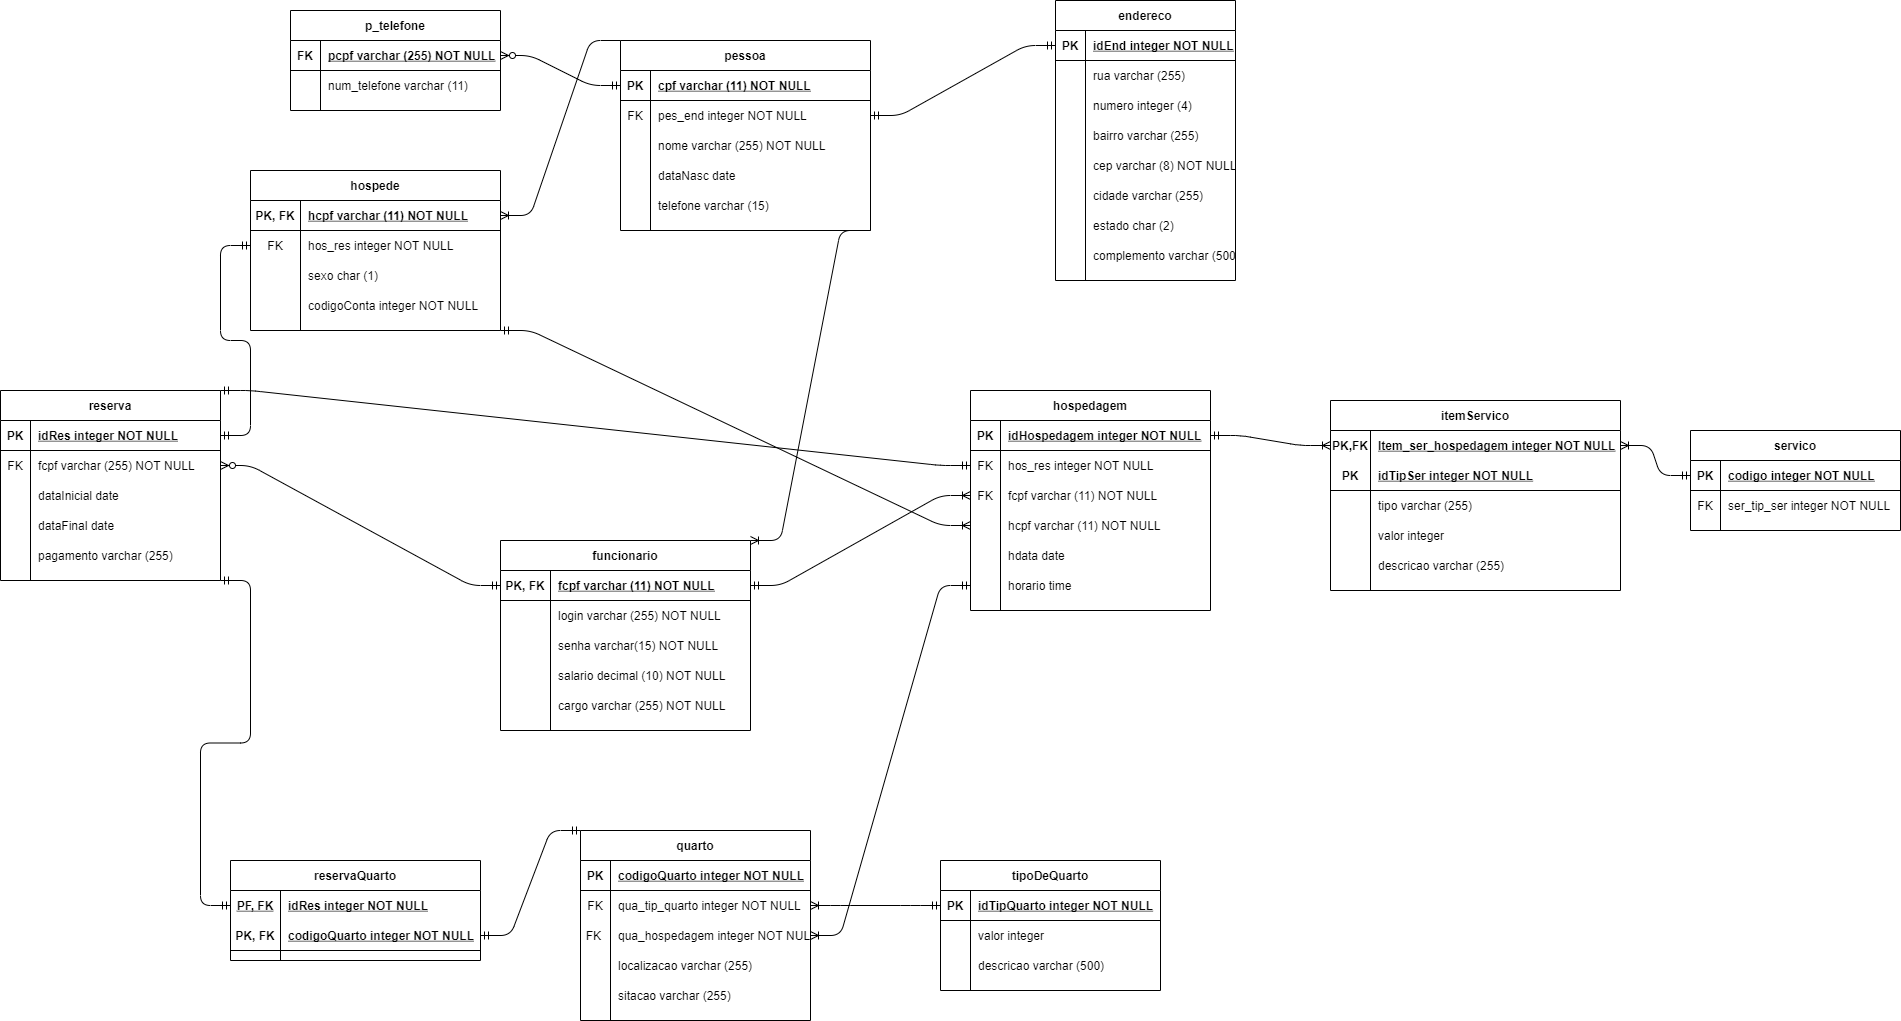 p_telefone
FK pcpf varchar (255) NOT NULL
num_telefone varchar (11)
pessoa
PK cpf varchar (11) NOT NULL
FK pes_end integer NOT NULL
nome varchar (255) NOT NULL
dataNasc date
telefone varchar (15)
endereco
PK idEnd integer NOT NULL
rua varchar (255)
numero integer (4)
bairro varchar (255)
cep varchar (8) NOT NULL
cidade varchar (255)
estado char (2)
complemento varchar (500
hospede
PK, FK hcpf varchar (11) NOT NULL
FK hos_res integer NOT NULL
sexo char (1)
codigoConta integer NOT NULL
reserva
PK idRes integer NOT NULL
FK fcpf varchar (255) NOT NULL
dataInicial date
dataFinal date
pagamento varchar (255)
funcionario
PK, FK fcpf varchar (11) NOT NULL
login varchar (255) NOT NULL
senha varchar(15) NOT NULL
salario decimal (10) NOT NULL
cargo varchar (255) NOT NULL
hospedagem
PK idHospedagem integer NOT NULL
FK hos_res integer NOT NULL
FK fcpf varchar (11) NOT NULL
hcpf varchar (11) NOT NULL
hdata date
horario time
itemServico
PK,FK Item_ser_hospedagem integer NOT NULL
PK idTipSer integer NOT NULL
tipo varchar (255)
valor integer
descricao varchar (255)
servico
PK codigo integer NOT NULL
FK ser_tip_ser integer NOT NULL
reservaQuarto
PF, FK idRes integer NOT NULL
PK, FK codigoQuarto integer NOT NULL
quarto
PK codigoQuarto integer NOT NULL
FK qua_tip_quarto integer NOT NULL
FK qua_hospedagem integer NOT NUL
localizacao varchar (255)
sitacao varchar (255)
tipoDeQuarto
PK idTipQuarto integer NOT NULL
valor integer
descricao varchar (500)